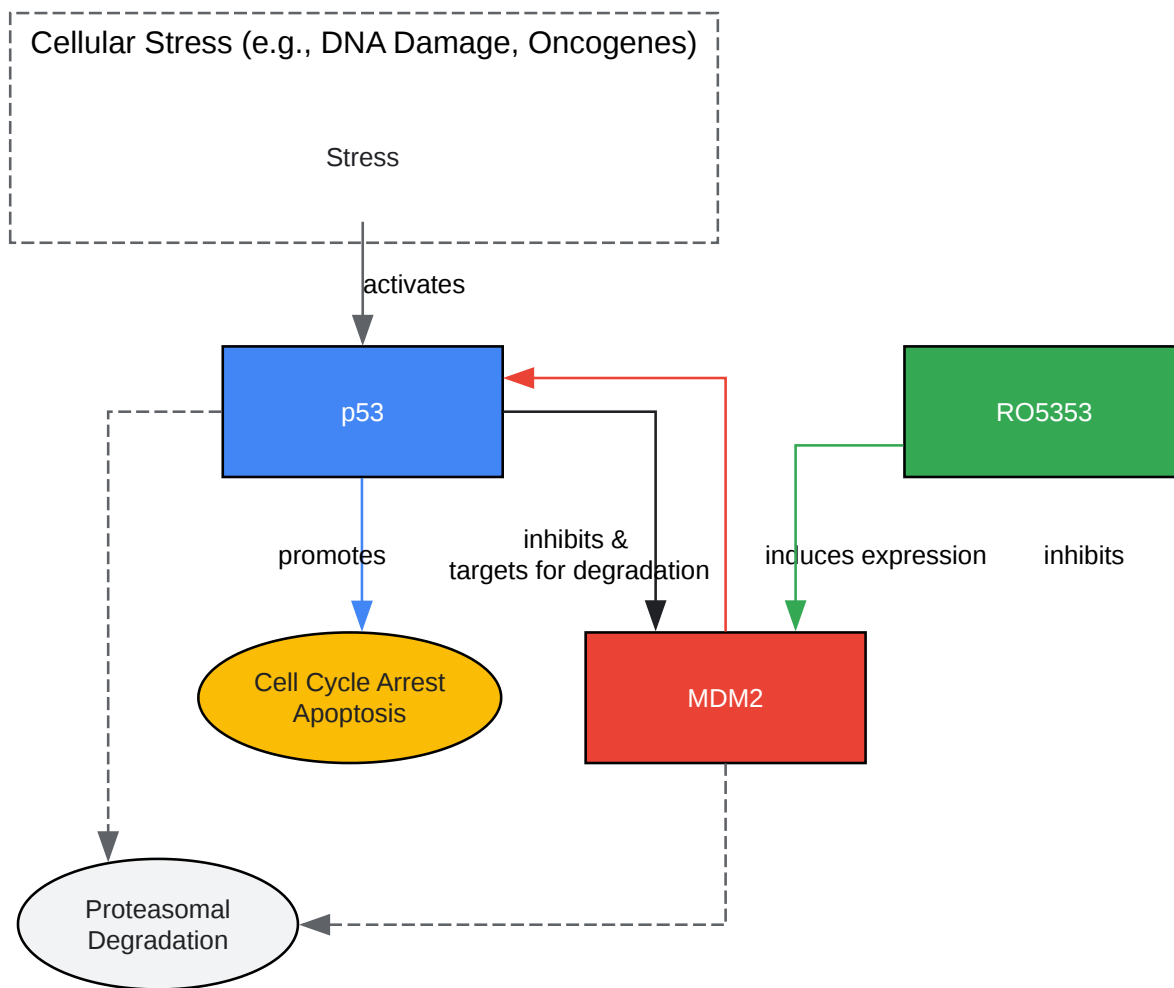 Cellular Stress (e.g., DNA Damage, Oncogenes)
Stress
activates
p53
RO5353
promotes
inhibits &
targets for degradation
induces expression
inhibits
Cell Cycle Arrest
Apoptosis
MDM2
Proteasomal
Degradation